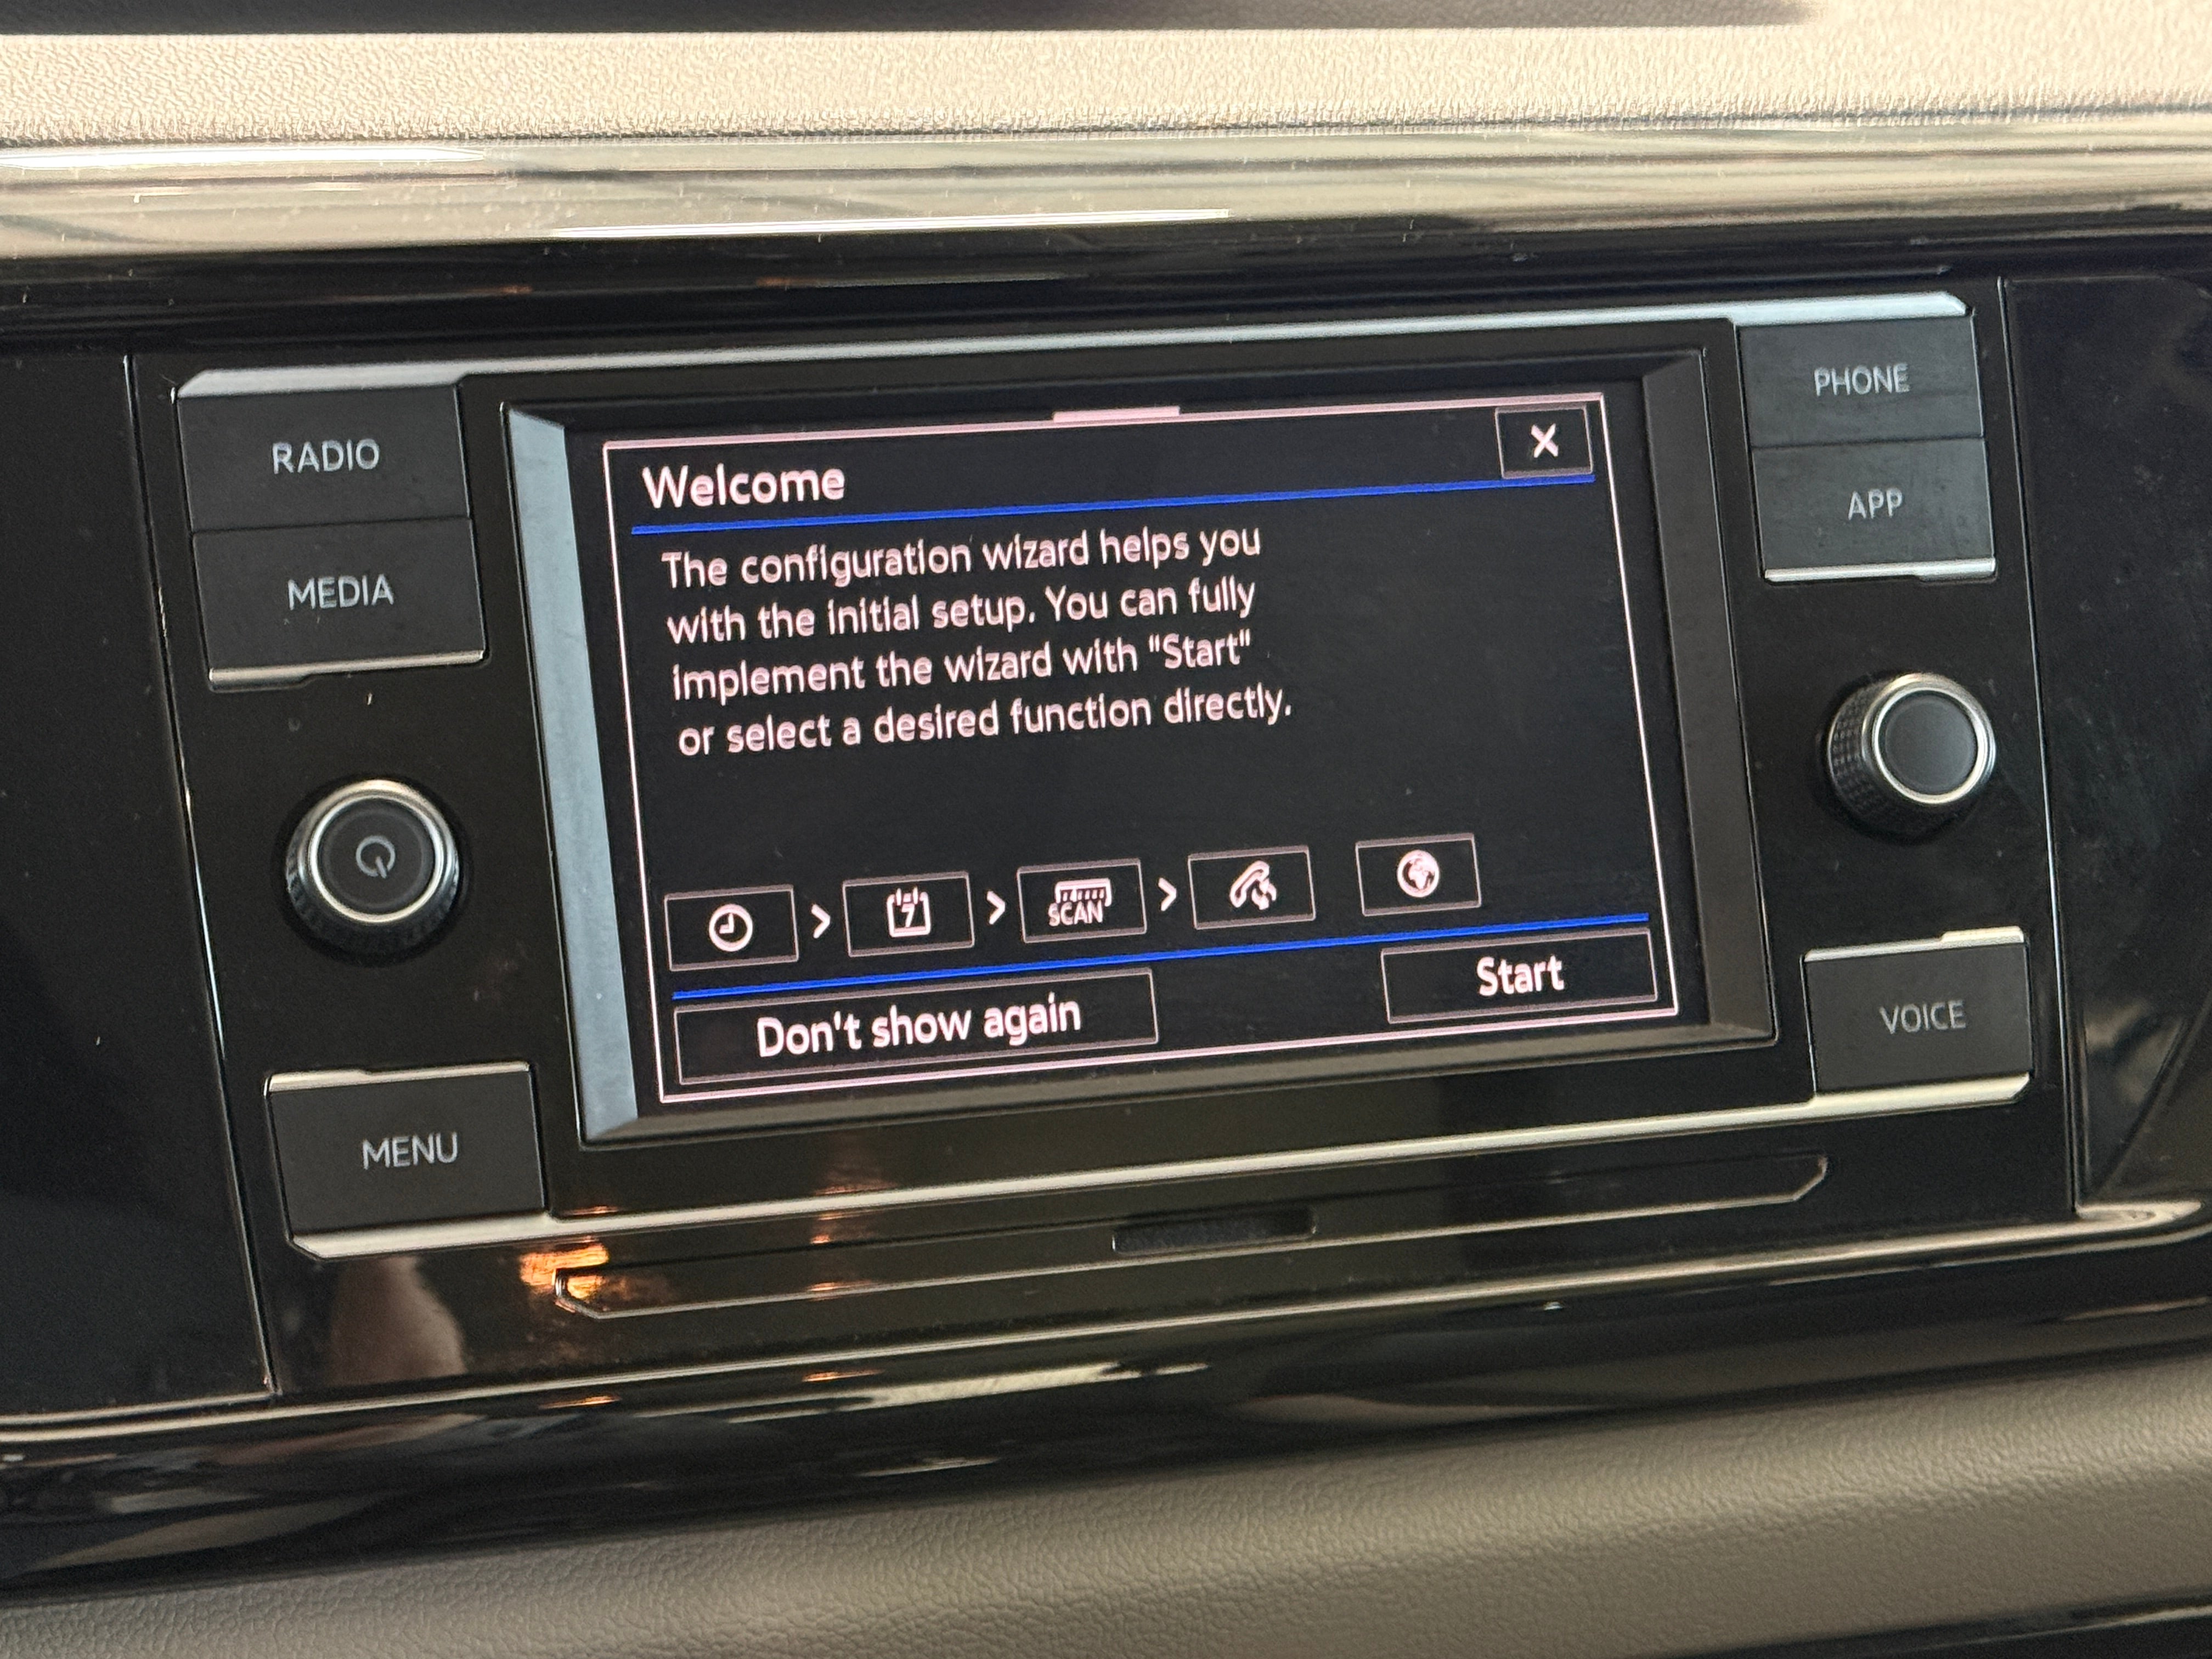 RADIO
MEDIA
MENU
Welcome
X
The configuration wizard helps you
with the initial setup. You can fully
implement the wizard with "Start"
or select a desired function directly.
7
SCAN
Don't show again
Start
PHONE
APP
VOICE